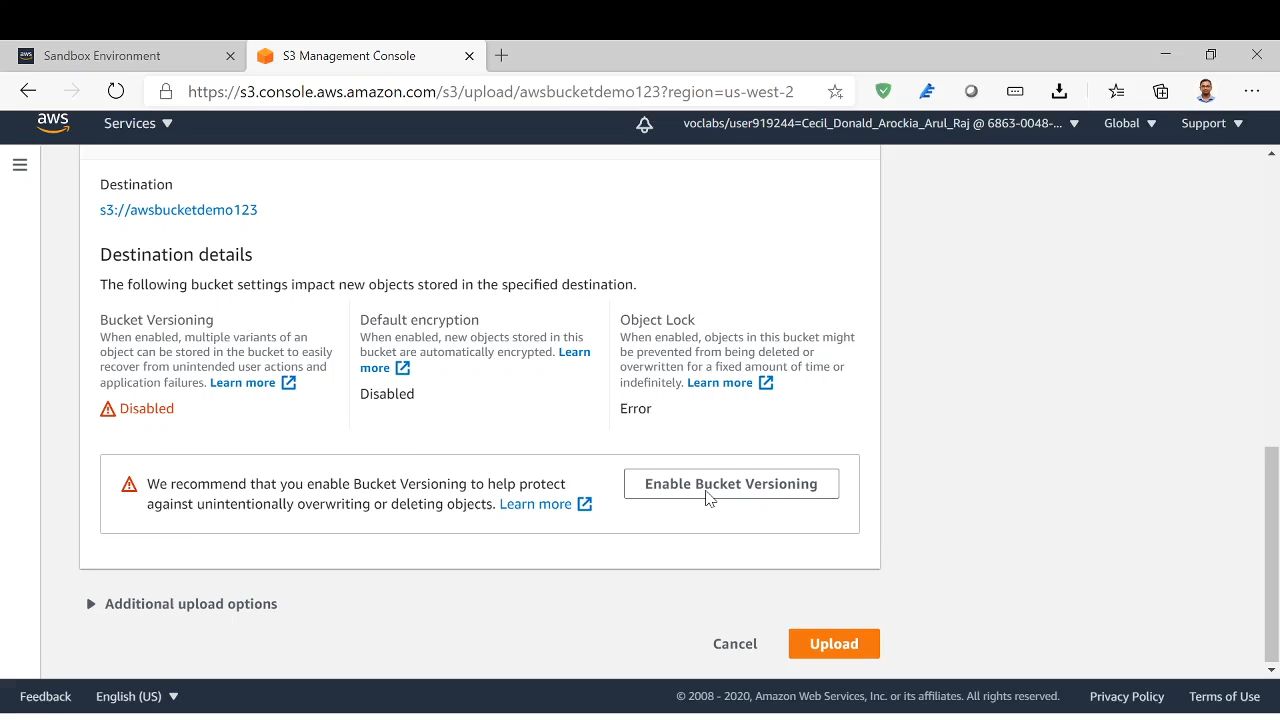 aws
Sandbox Environment
S3 Management Console
https://s3.console.aws.amazon.com/s3/upload/awsbucketdemo123?region=us-west-2
aws
Services
voclabs/user919244=Cecil_Donald_Arockia_Arul_Raj @ 6863-0048-...
Global
Support
Destination
s3://awsbucketdemo123
Destination details
The following bucket settings impact new objects stored in the specified destination.
Bucket Versioning
When enabled, multiple variants of an
object can be stored in the bucket to easily
recover from unintended user actions and
application failures. Learn more
Disabled
Default encryption
When enabled, new objects stored in this
bucket are automatically encrypted. Learn
more
Disabled
Object Lock
When enabled, objects in this bucket might
be prevented from being deleted or
overwritten for a fixed amount of time or
indefinitely. Learn more
Error
We recommend that you enable Bucket Versioning to help protect
against unintentionally overwriting or deleting objects. Learn more
Enable Bucket Versioning
Additional upload options
Cancel
Upload
Feedback
English (US)
© 2008 - 2020, Amazon Web Services, Inc. or its affiliates. All rights reserved.
Privacy Policy
Terms of Use